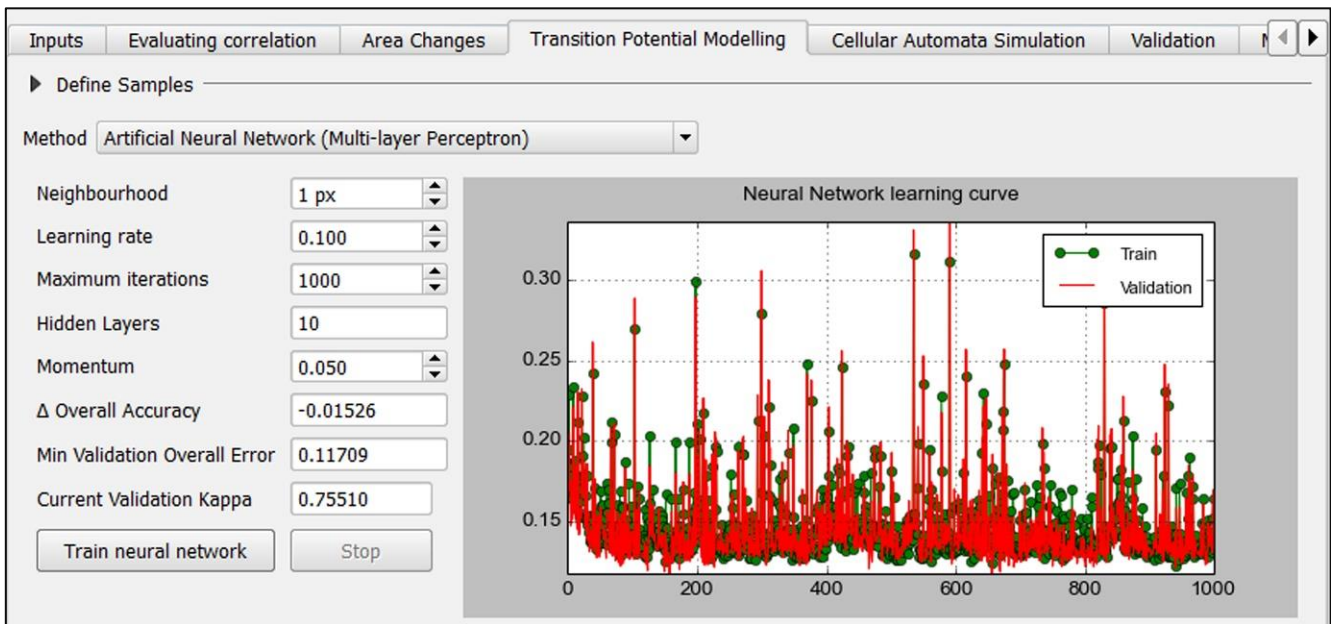 Inputs Evaluating correlation Area Changes Transition Potential Modelling Cellular Automata Simulation Validation
Define Samples
Method Artificial Neural Network (Multi-layer Perceptron)
Neighbourhood 1 px
Learning rate 0.100
Maximum iterations 1000
Hidden Layers 10
Momentum 0.050
Δ Overall Accuracy -0.01526
Min Validation Overall Error 0.11709
Current Validation Kappa 0.75510
Train neural network Stop
Neural Network learning curve
Train
Validation
0.30
0.25
0.20
0.15
0 200 400 600 800 1000